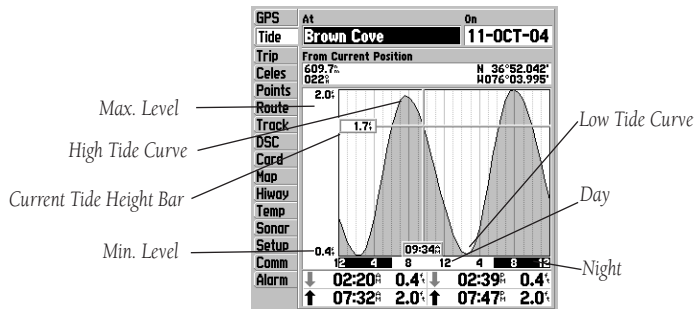 GPS
Tide
Trip
Celes
Points
Route
Track
DSC
Card
Map
Hiway
Temp
Sonar
Setup
Comm
Alarm
At
On
Brown Cove
11-OCT-04
From Current Position
609.7
022
N 36°52.042'
W076°03.995'
2.0
1.7
0.4
09:34
12 4 8 12 4 8 12
02:20 0.4 02:39 0.4
07:32 2.0 07:47 2.0
Max. Level
High Tide Curve
Current Tide Height Bar
Min. Level
Low Tide Curve
Day
Night